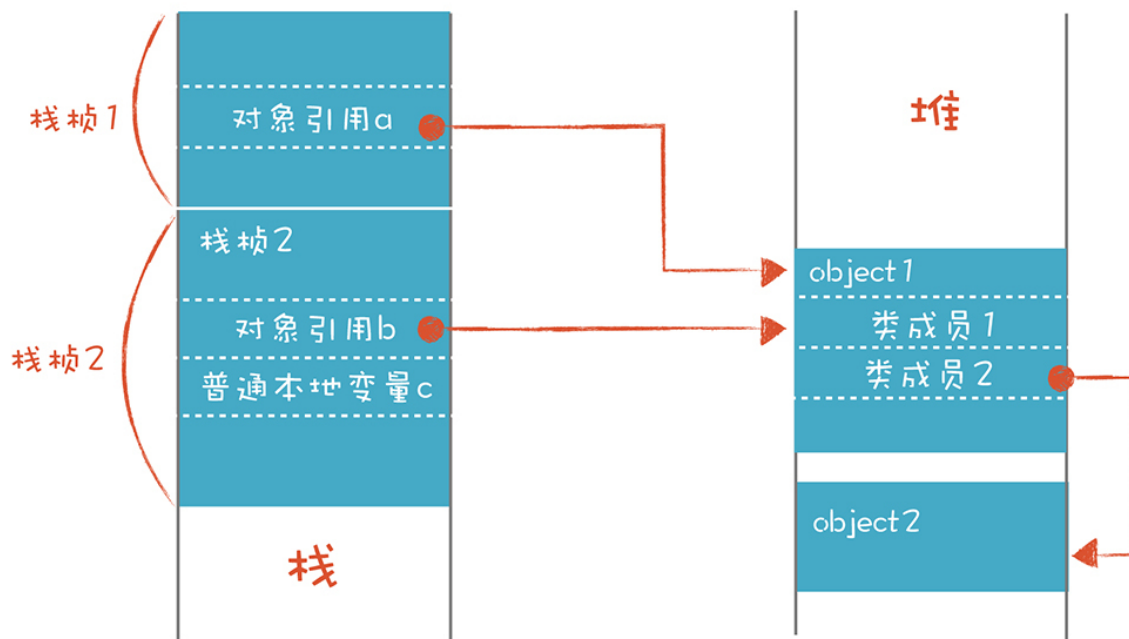 栈桢1
对象引用a
栈桢2
栈桢2
对象引用b
普通本地变量c
栈
堆
object1
类成员1
类成员2
object2